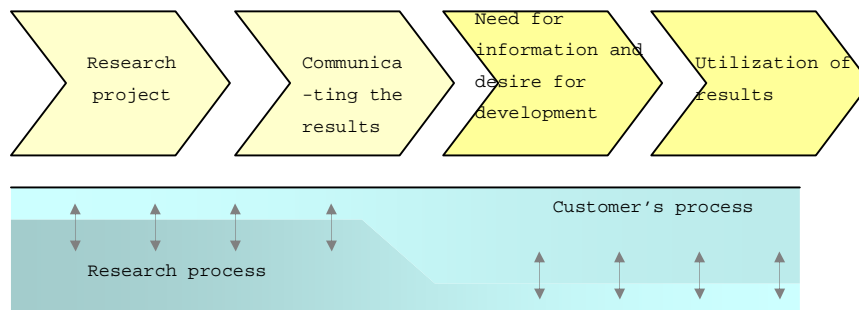 Research
project
Communica
-ting the
results
Need for
information and
desire for
development
Utilization of
results
Customer's process
Research process